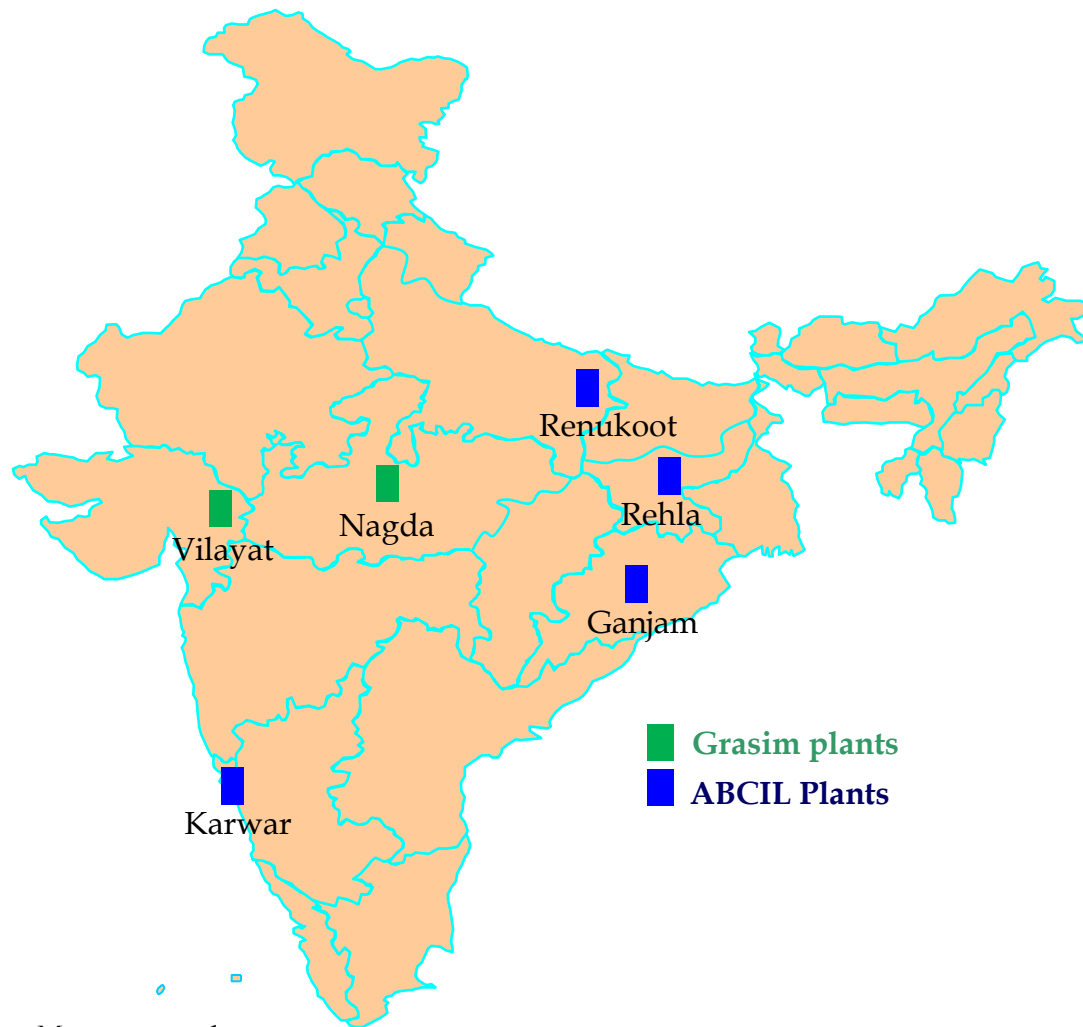 Renukoot
Rehla
Nagda
Vilayat
Ganjam
Grasim plants
ABCIL Plants
Karwar